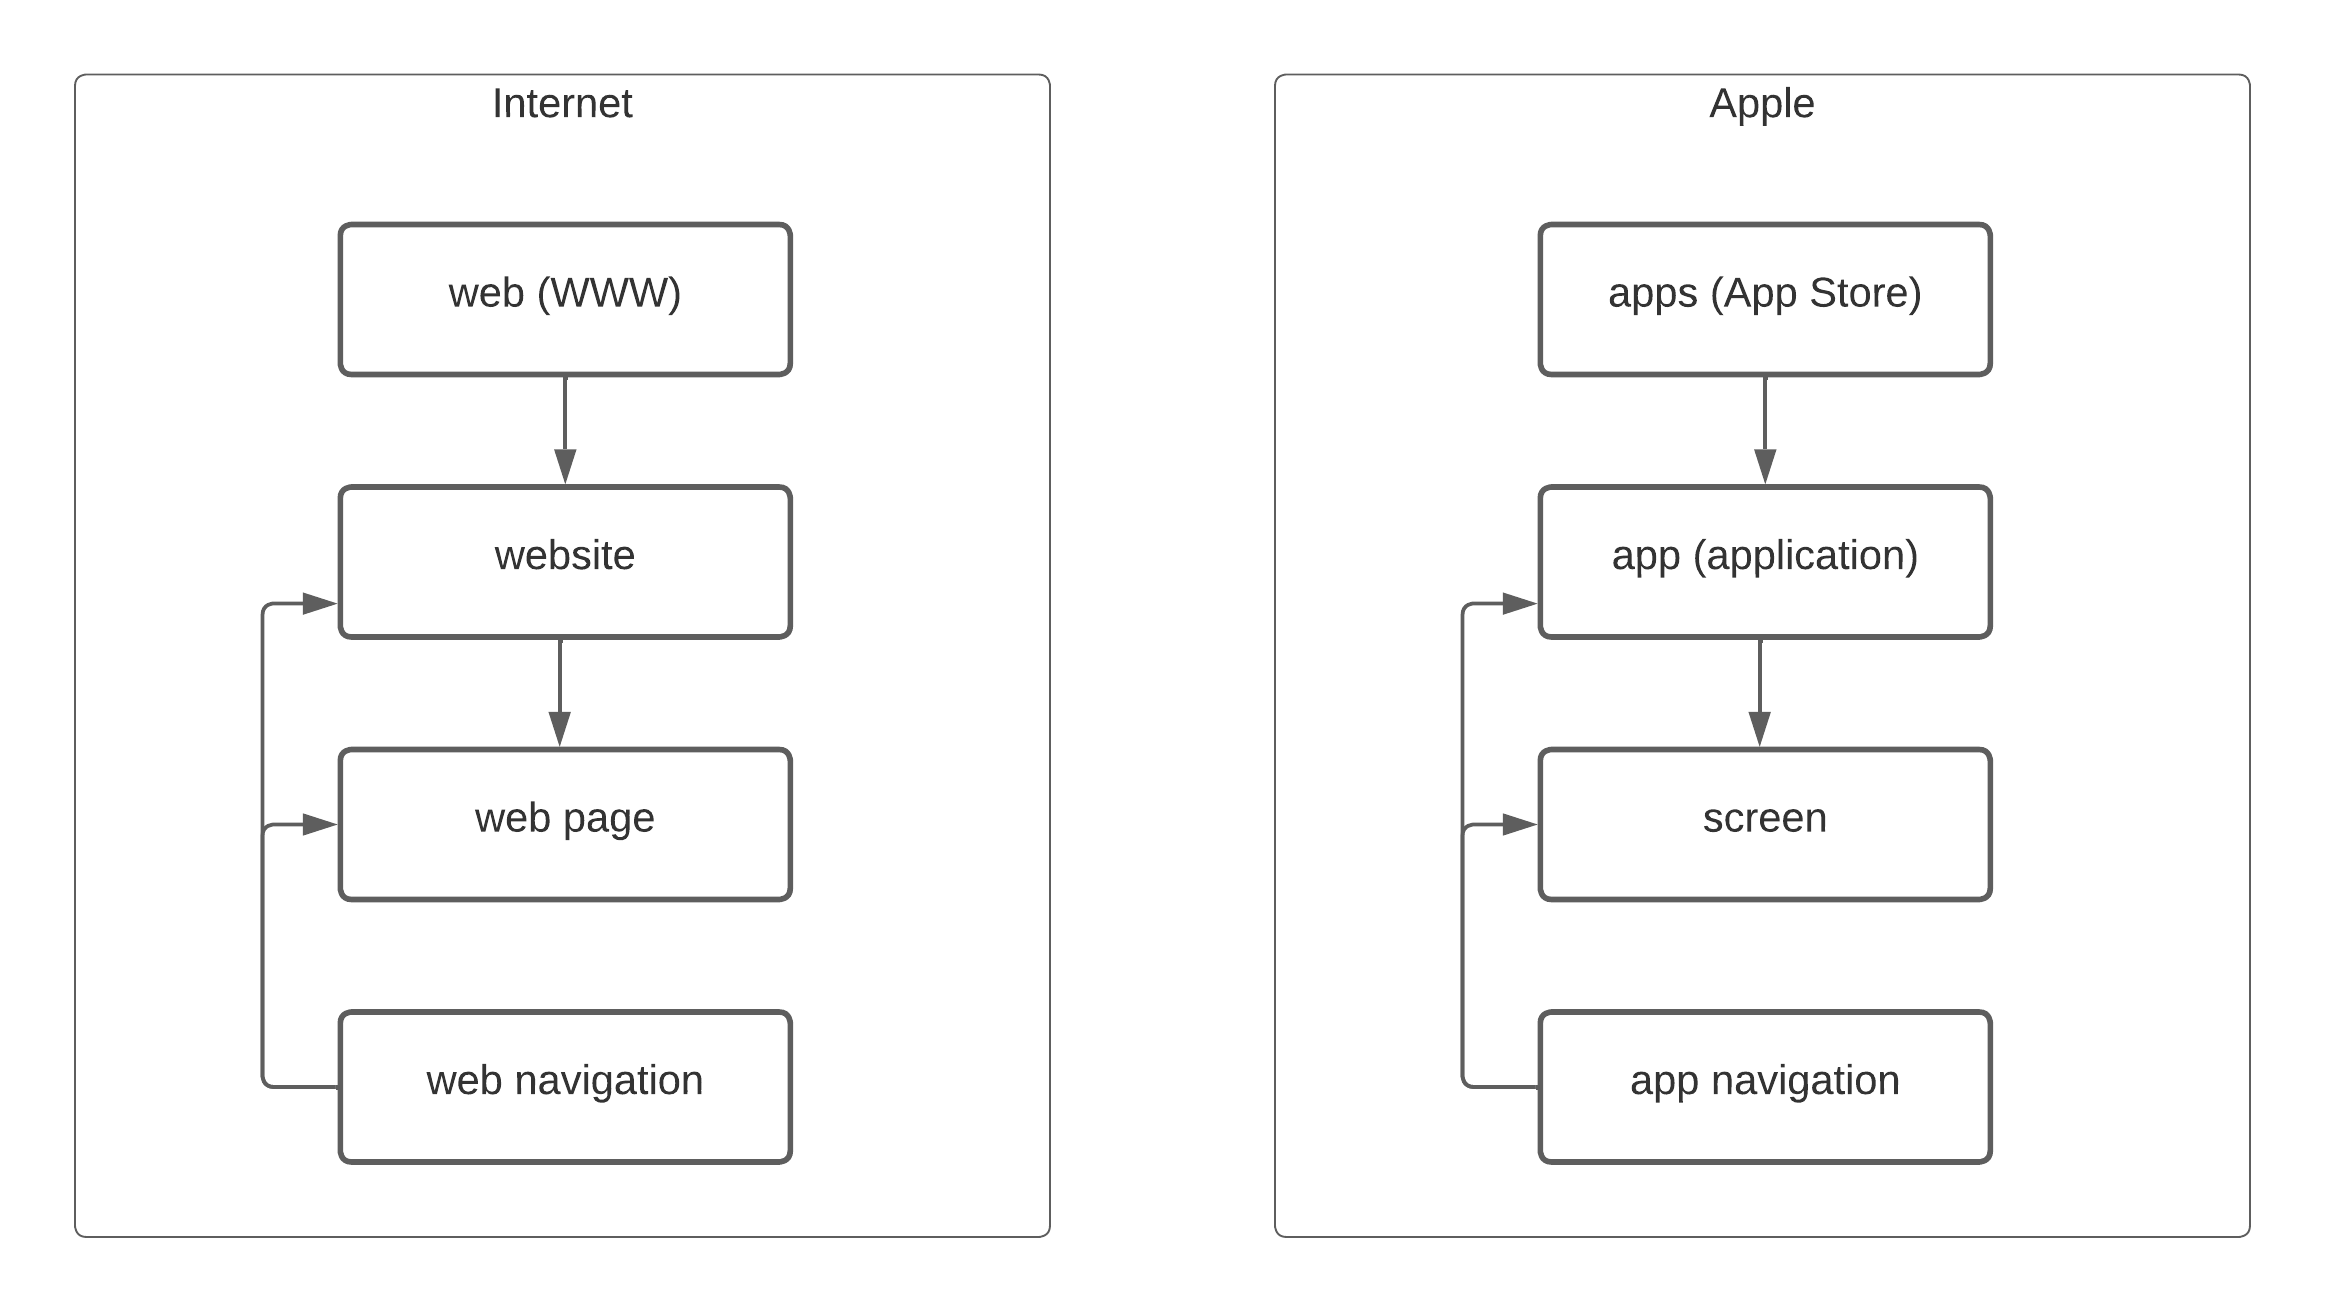 Internet
web (WWW)
website
web page
web navigation
Apple
apps (App Store)
app (application)
screen
app navigation